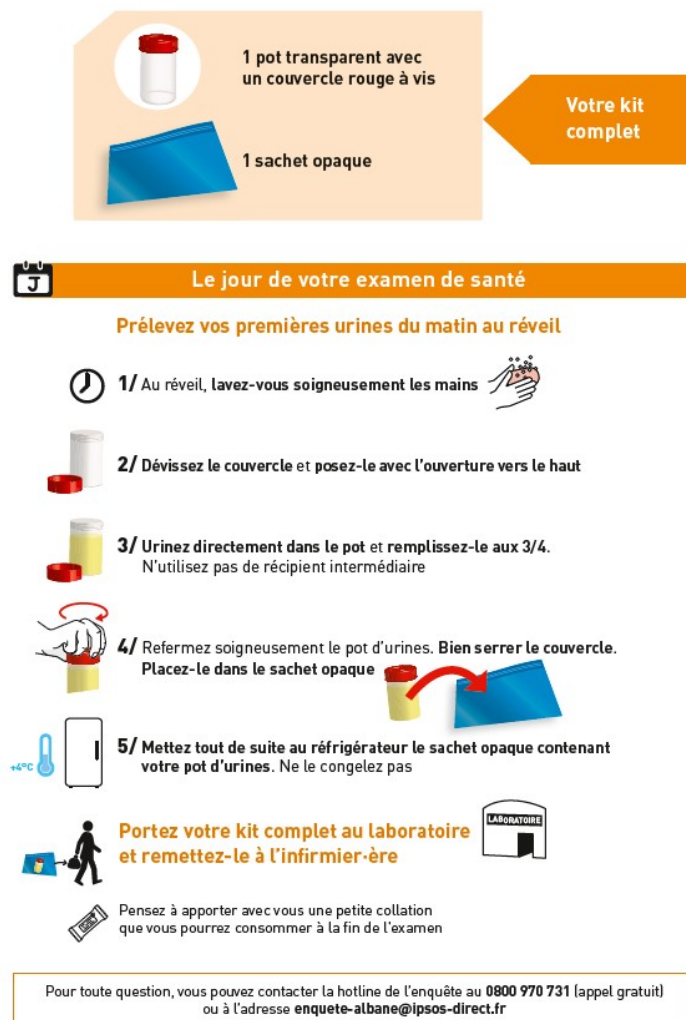 1 pot transparent avec
un couvercle rouge à vis
Votre kit
complet
1 sachet opaque
J
Le jour de votre examen de santé
Prélevez vos premières urines du matin au réveil
1/ Au réveil, lavez-vous soigneusement les mains
2/ Dévissez le couvercle et posez-le avec l'ouverture vers le haut
3/ Urinez directement dans le pot et remplissez-le aux 3/4.
N'utilisez pas de récipient intermédiaire
4/ Refermez soigneusement le pot d'urines. Bien serrer le couvercle.
Placez-le dans le sachet opaque
5/ Mettez tout de suite au réfrigérateur le sachet opaque contenant
votre pot d'urines. Ne le congelez pas
+4°C
Portez votre kit complet au laboratoire
et remettez-le à l'infirmier·ère
LABORATOIRE
Pensez à apporter avec vous une petite collation
que vous pourrez consommer à la fin de l'examen
Pour toute question, vous pouvez contacter la hotline de l'enquête au 0800 970 731 (appel gratuit)
ou à l'adresse enquete-albane@ipsos-direct.fr